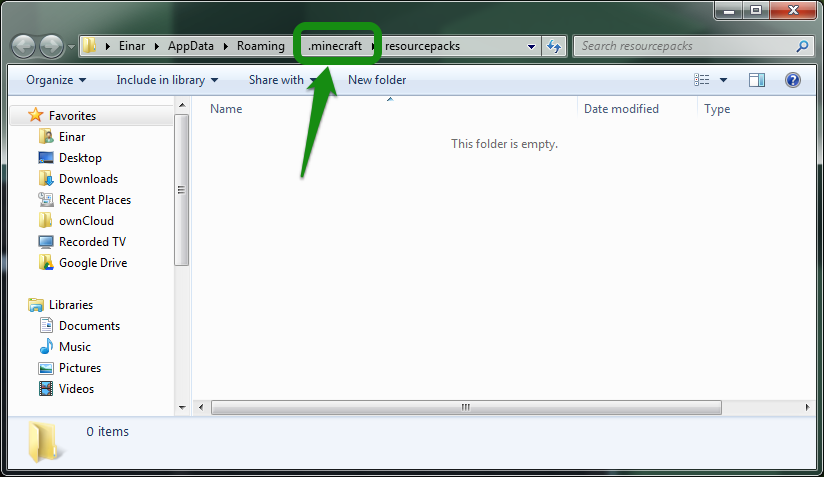 Einar AppData Roaming .minecraft resourcepacks Search resourcepacks
Organize Include in library Share with New folder
Name Date modified Type
This folder is empty.
Favorites
Einar
Desktop
Downloads
Recent Places
ownCloud
Recorded TV
Google Drive
Libraries
Documents
Music
Pictures
Videos
0 items